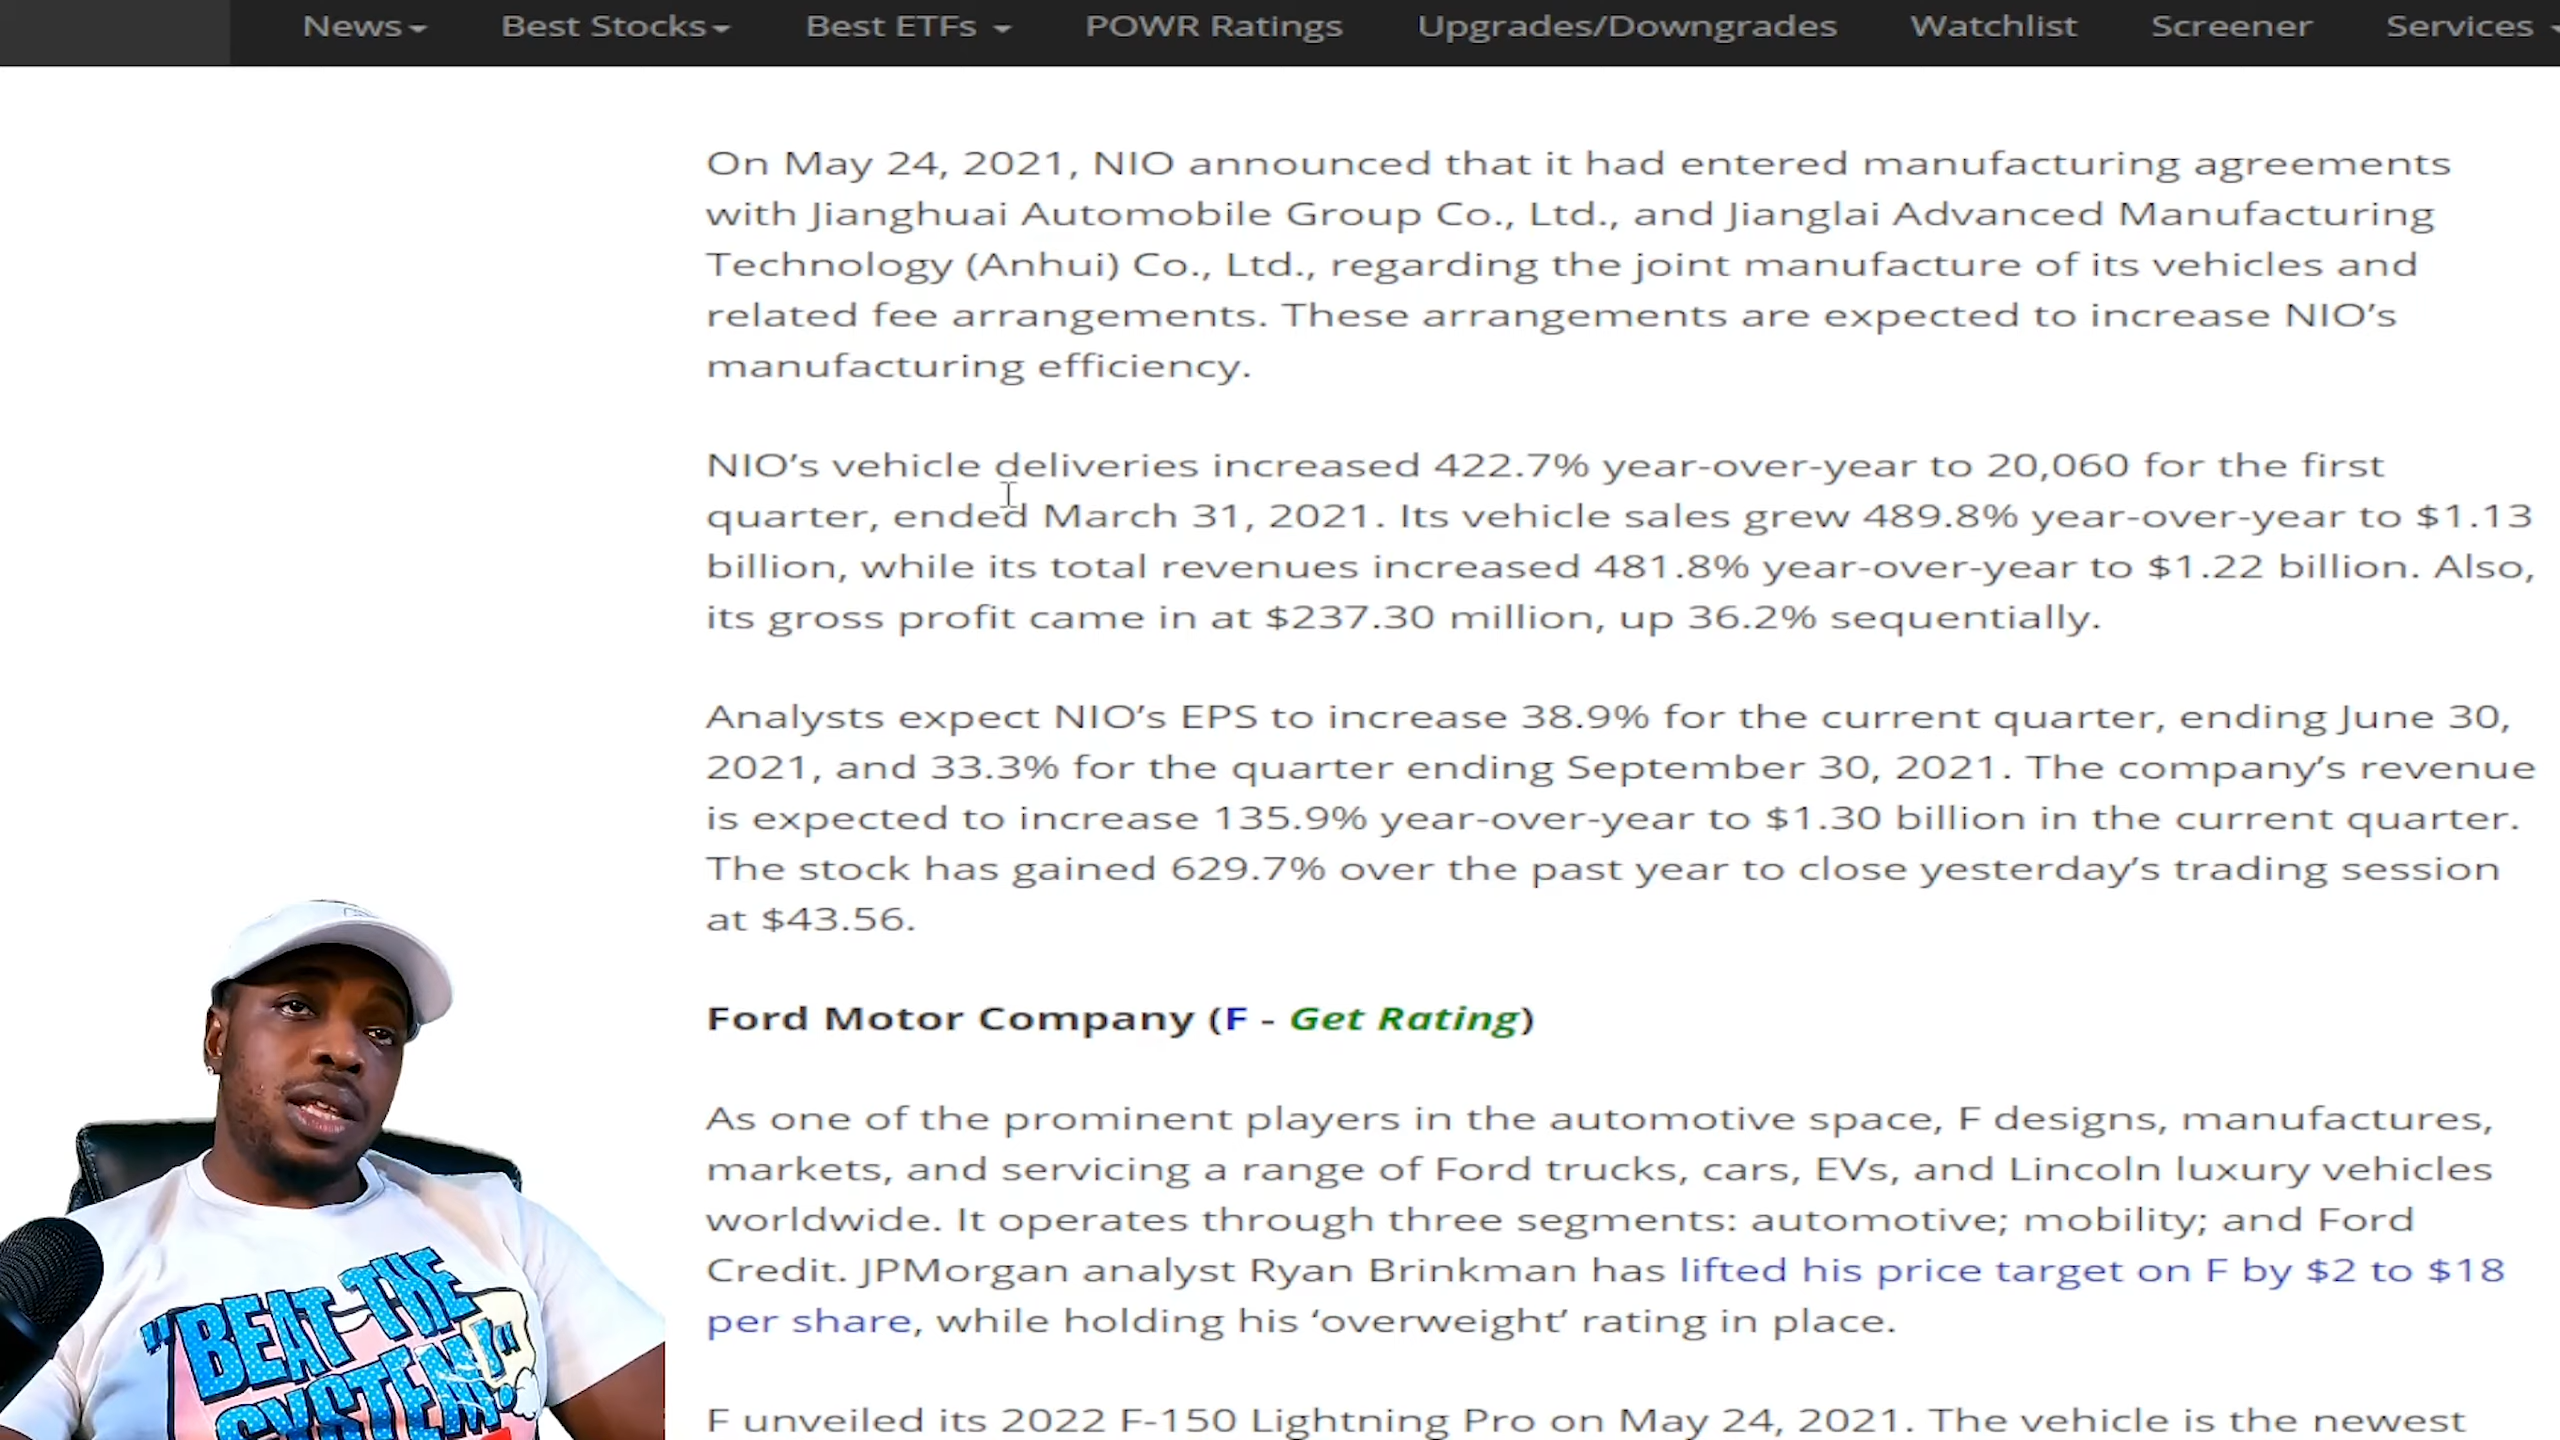 News Best Stocks Best ETFs POWR Ratings Upgrades/Downgrades Watchlist Screener Services
On May 24, 2021, NIO announced that it had entered manufacturing agreements
with Jianghuai Automobile Group Co., Ltd., and Jianglai Advanced Manufacturing
Technology (Anhui) Co., Ltd., regarding the joint manufacture of its vehicles and
related fee arrangements. These arrangements are expected to increase NIO’s
manufacturing efficiency.
NIO’s vehicle deliveries increased 422.7% year-over-year to 20,060 for the first
quarter, ended March 31, 2021. Its vehicle sales grew 489.8% year-over-year to $1.13
billion, while its total revenues increased 481.8% year-over-year to $1.22 billion. Also,
its gross profit came in at $237.30 million, up 36.2% sequentially.
Analysts expect NIO’s EPS to increase 38.9% for the current quarter, ending June 30,
2021, and 33.3% for the quarter ending September 30, 2021. The company’s revenue
is expected to increase 135.9% year-over-year to $1.30 billion in the current quarter.
The stock has gained 629.7% over the past year to close yesterday’s trading session
at $43.56.
Ford Motor Company (F - Get Rating)
As one of the prominent players in the automotive space, F designs, manufactures,
markets, and servicing a range of Ford trucks, cars, EVs, and Lincoln luxury vehicles
worldwide. It operates through three segments: automotive; mobility; and Ford
Credit. JPMorgan analyst Ryan Brinkman has lifted his price target on F by $2 to $18
per share, while holding his ‘overweight’ rating in place.
F unveiled its 2022 F-150 Lightning Pro on May 24, 2021. The vehicle is the newest
"BEAT THE
SYSTEM!"